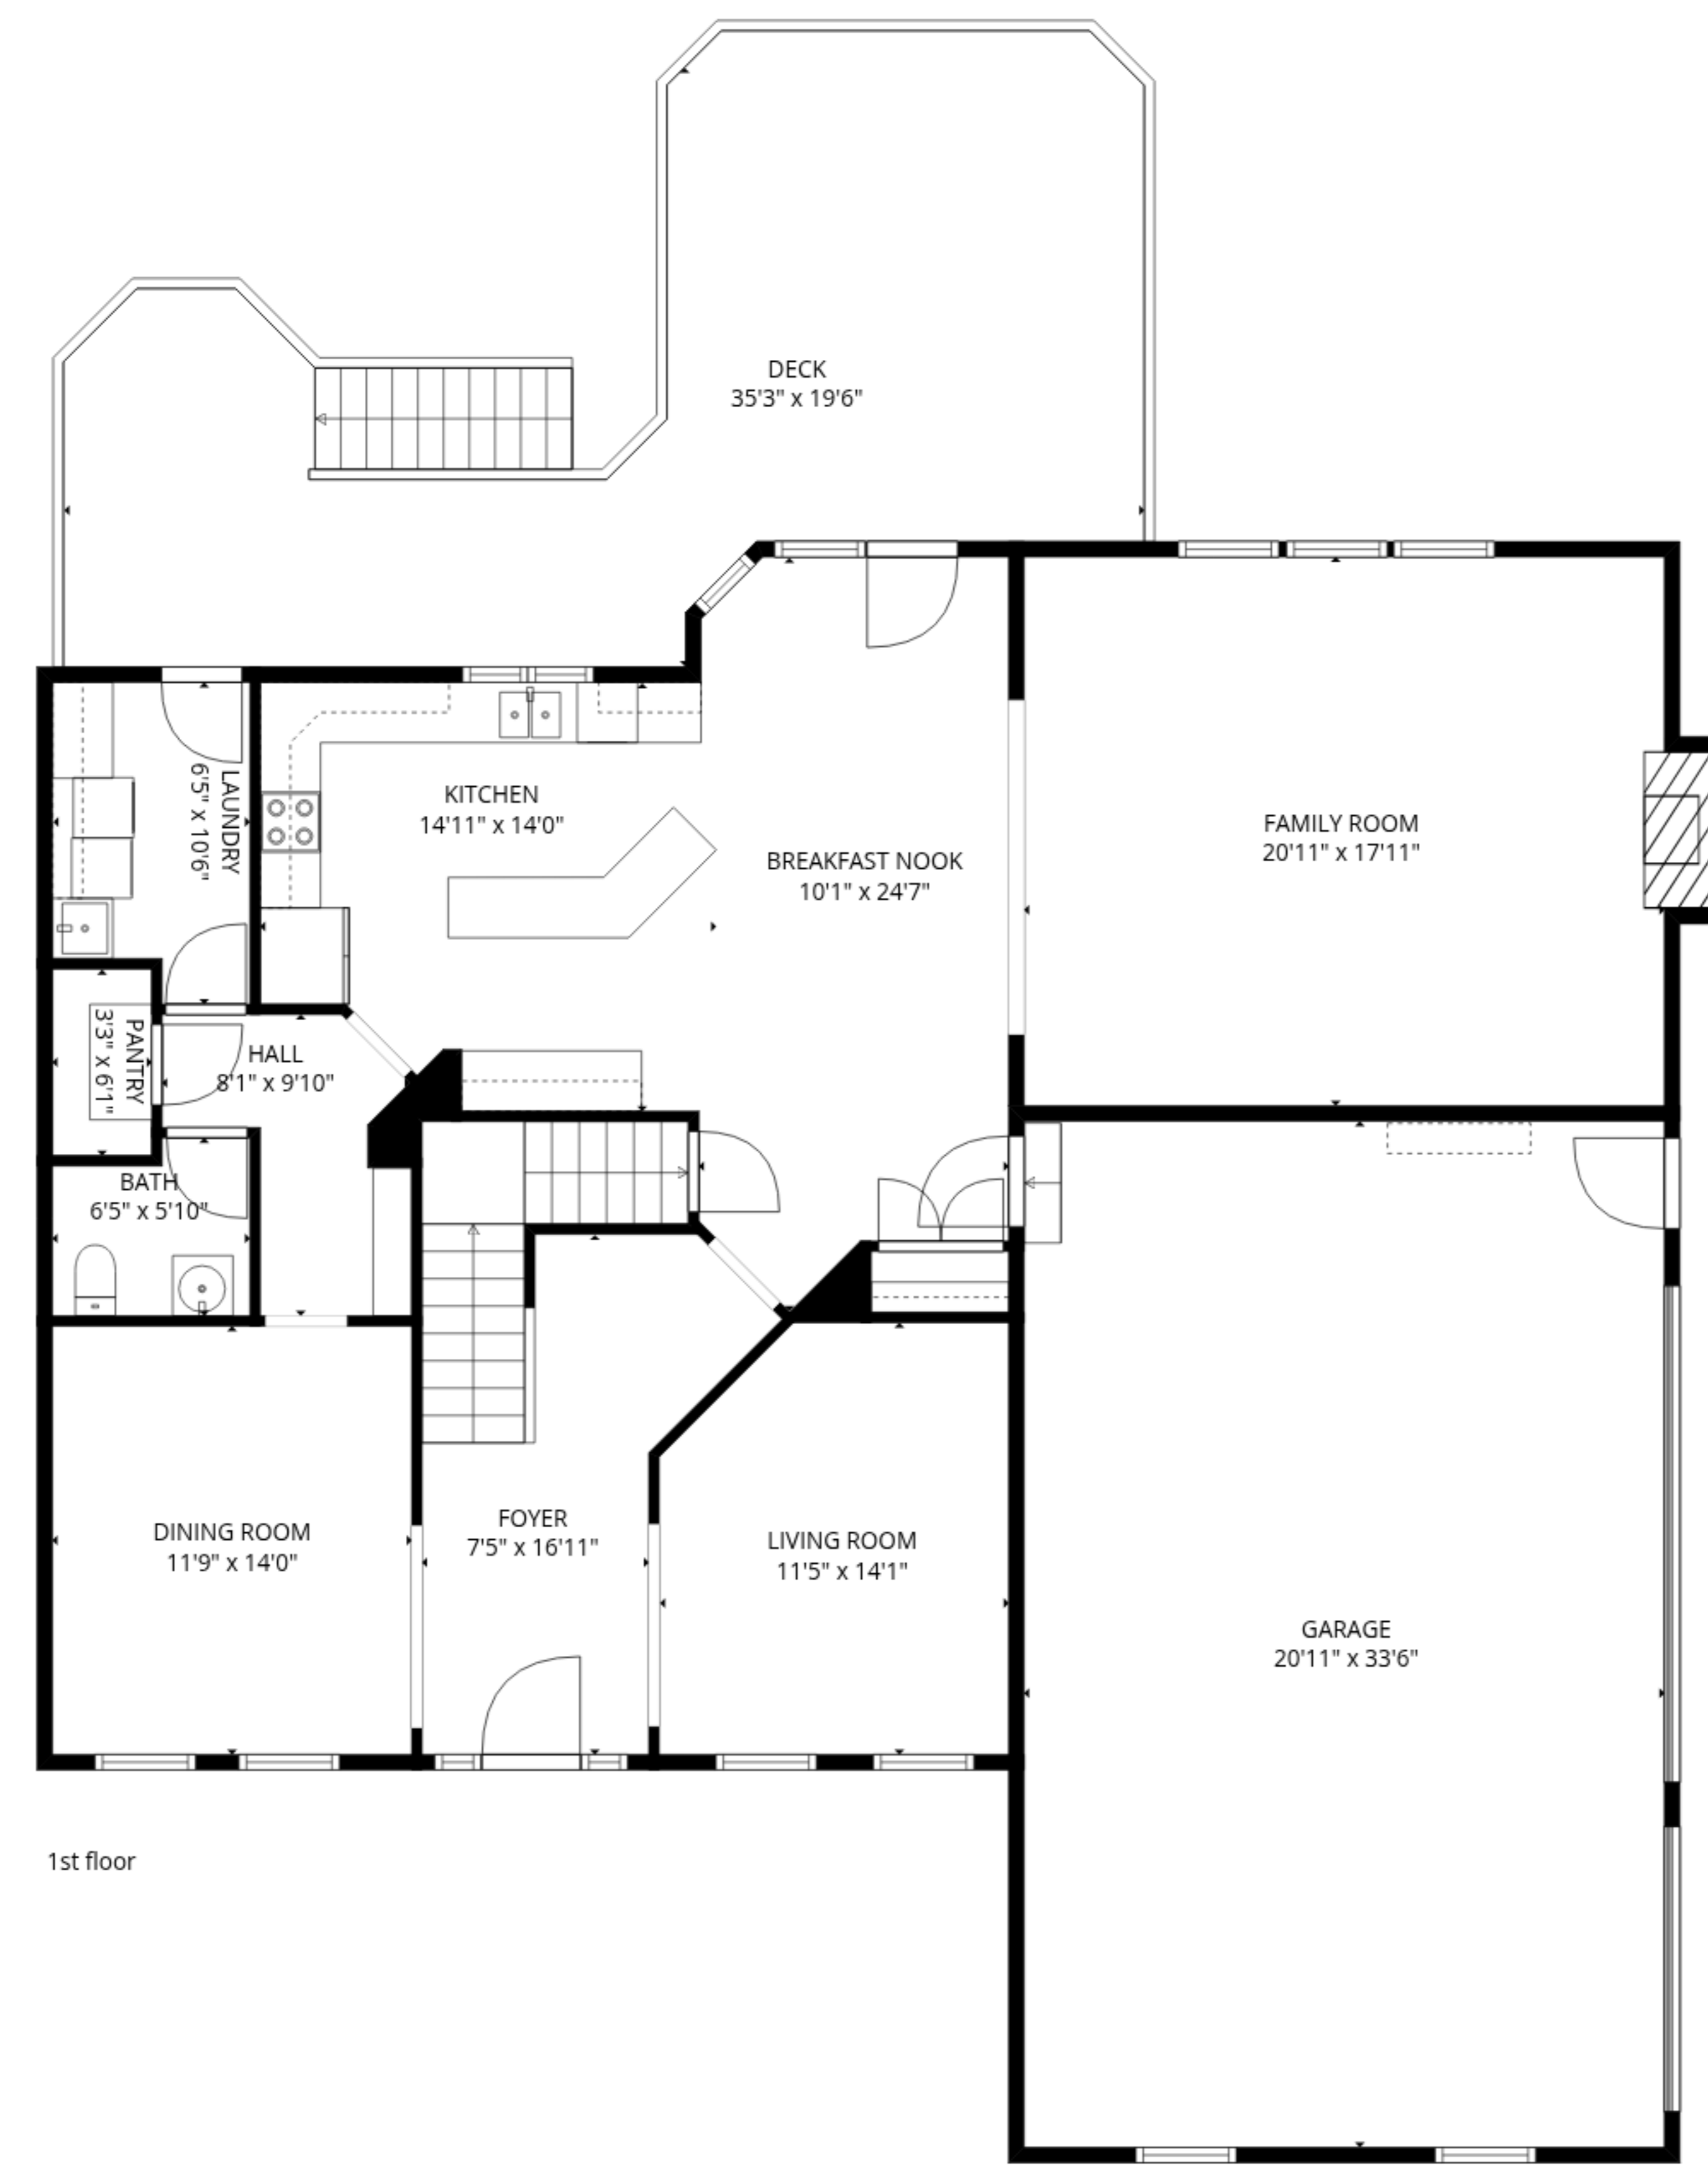 DECK
35'3" x 19'6"
KITCHEN
14'11" x 14'0"
LAUNDRY
6'5" x 10'6"
BREAKFAST NOOK
10'1" x 24'7"
FAMILY ROOM
20'11" x 17'11"
PANTRY
3'3" x 6'1"
HALL
8'1" x 9'10"
BATH
6'5" x 5'10"
DINING ROOM
11'9" x 14'0"
FOYER
7'5" x 16'11"
LIVING ROOM
11'5" x 14'1"
GARAGE
20'11" x 33'6"
1st floor